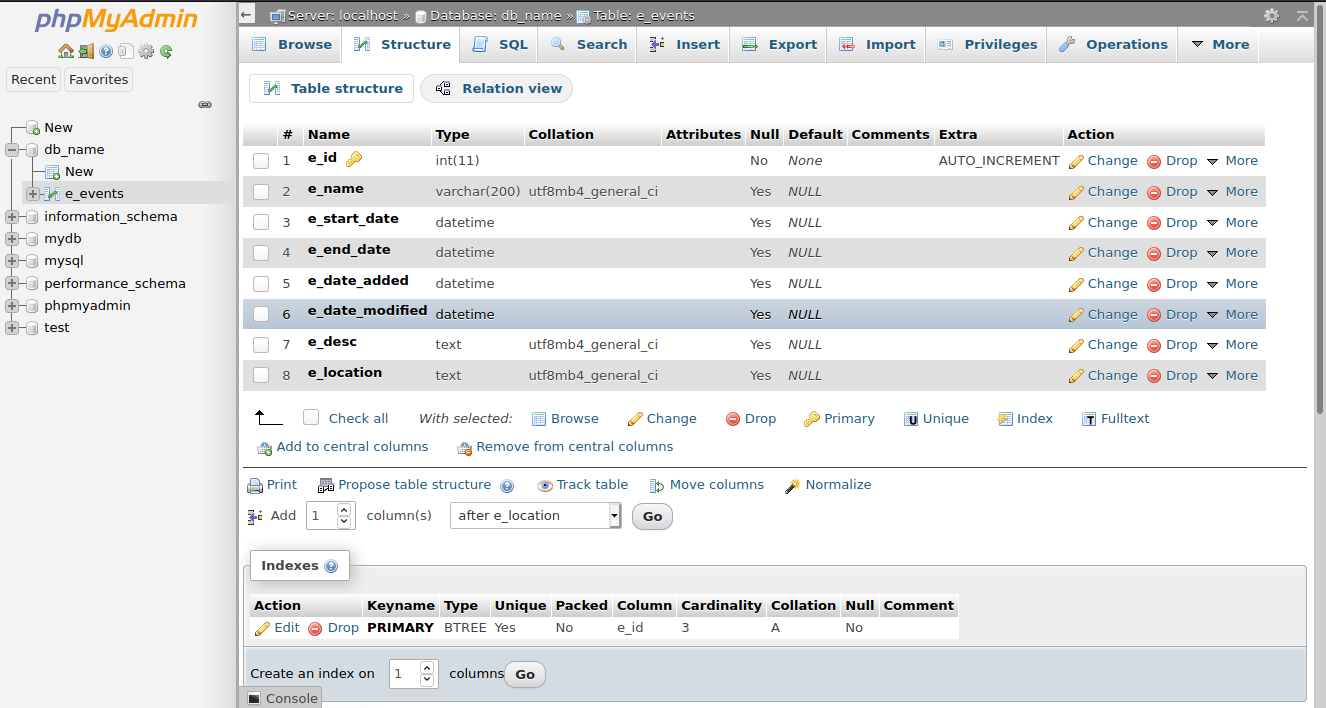 phpMyAdmin
Recent Favorites
New
db_name
New
e_events
information_schema
mydb
mysql
performance_schema
phpmyadmin
test
Server: localhost » Database: db_name » Table: e_events
Browse Structure SQL Search Insert Export Import Privileges Operations More
Table structure Relation view
# Name Type Collation Attributes Null Default Comments Extra Action
1 e_id int(11) No None AUTO_INCREMENT Change Drop More
2 e_name varchar(200) utf8mb4_general_ci Yes NULL Change Drop More
3 e_start_date datetime Yes NULL Change Drop More
4 e_end_date datetime Yes NULL Change Drop More
5 e_date_added datetime Yes NULL Change Drop More
6 e_date_modified datetime Yes NULL Change Drop More
7 e_desc text utf8mb4_general_ci Yes NULL Change Drop More
8 e_location text utf8mb4_general_ci Yes NULL Change Drop More
Check all With selected: Browse Change Drop Primary Unique Index Fulltext
Add to central columns Remove from central columns
Print Propose table structure Track table Move columns Normalize
Add 1 column(s) after e_location Go
Indexes
Action Keyname Type Unique Packed Column Cardinality Collation Null Comment
Edit Drop PRIMARY BTREE Yes No e_id 3 A No
Create an index on 1 columns Go
Console